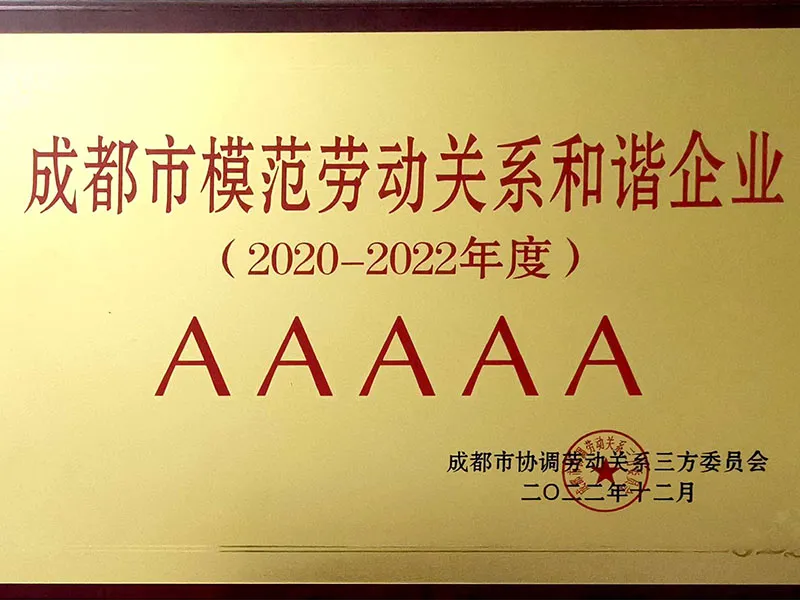 成都市模范劳动关系和谐企业
（2020-2022年度）
AAAAA
成都市协调劳动关系三方委员会
二〇二二年十二月